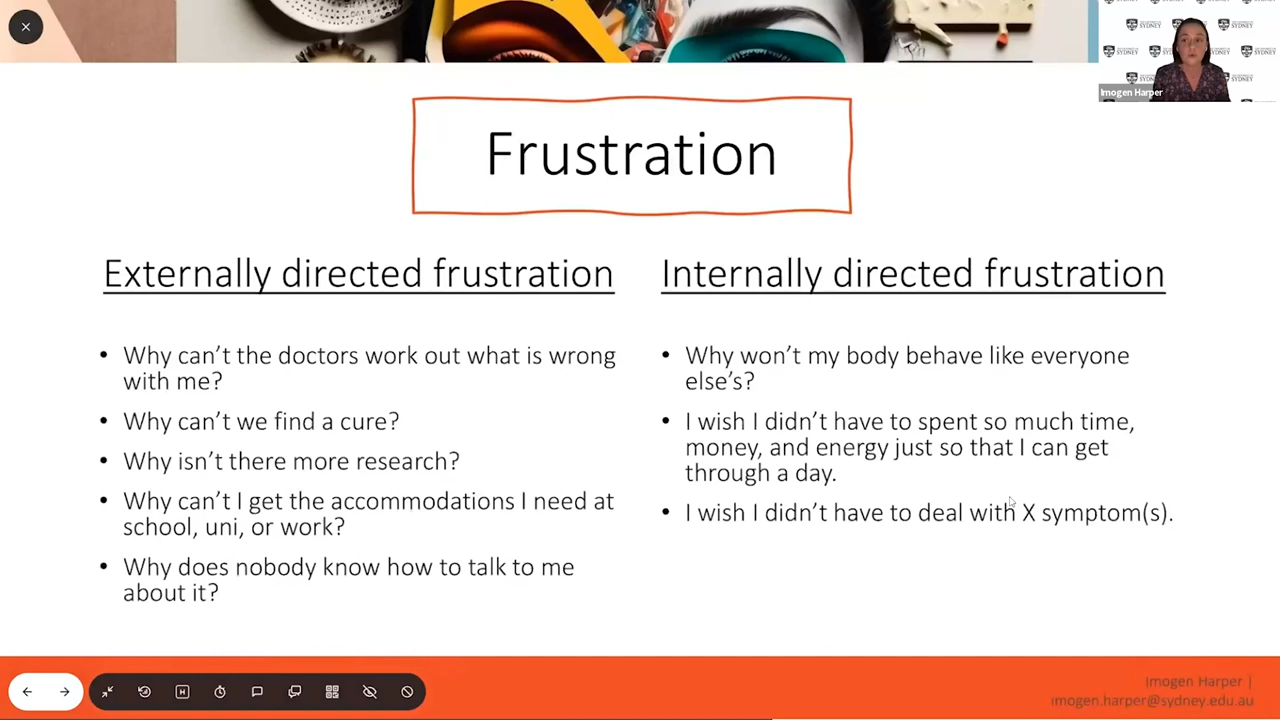 SYDNEY
SYDNEY
SYDNEY
SYDNEY
Imogen Harper
Frustration
Externally directed frustration
• Why can't the doctors work out what is wrong
with me?
• Why can't we find a cure?
• Why isn't there more research?
• Why can't I get the accommodations I need at
school, uni, or work?
• Why does nobody know how to talk to me
about it?
Internally directed frustration
• Why won't my body behave like everyone
else's?
• I wish I didn't have to spent so much time,
money, and energy just so that I can get
through a day.
• I wish I didn't have to deal with X symptom(s).
H
Imogen Harper |
imogen.harper@sydney.edu.au